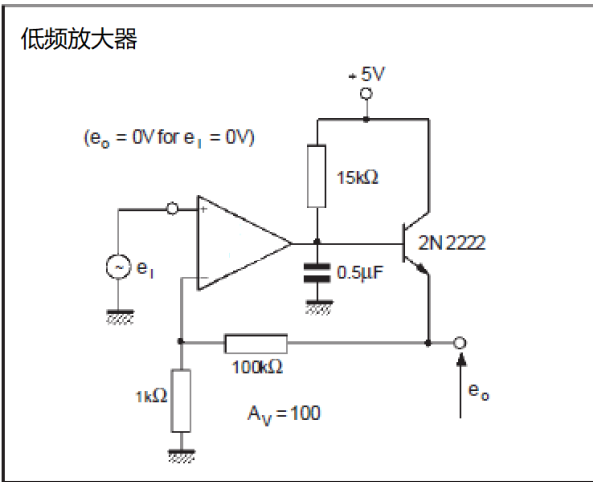 低频放大器
+5V
(eo = 0V for eI = 0V)
15kΩ
+
2N2222
~
eI
0.5μF
−
100kΩ
1kΩ
eo
AV = 100